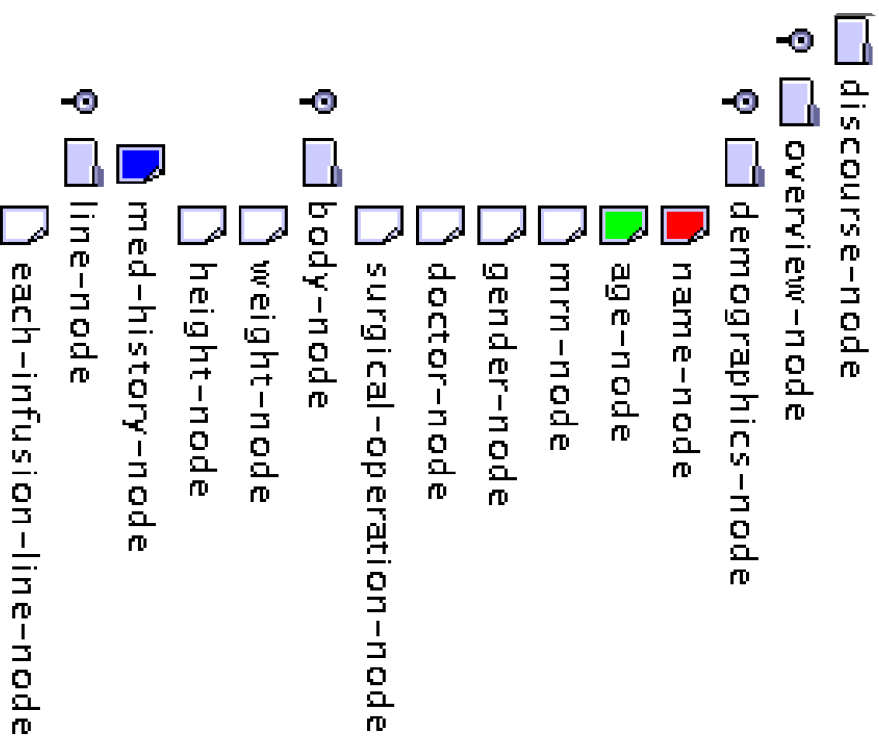 discourse-node
overview-node
demographics-node
name-node
age-node
mrn-node
gender-node
doctor-node
surgical-operation-node
body-node
weight-node
height-node
med-history-node
line-node
each-infusion-line-node